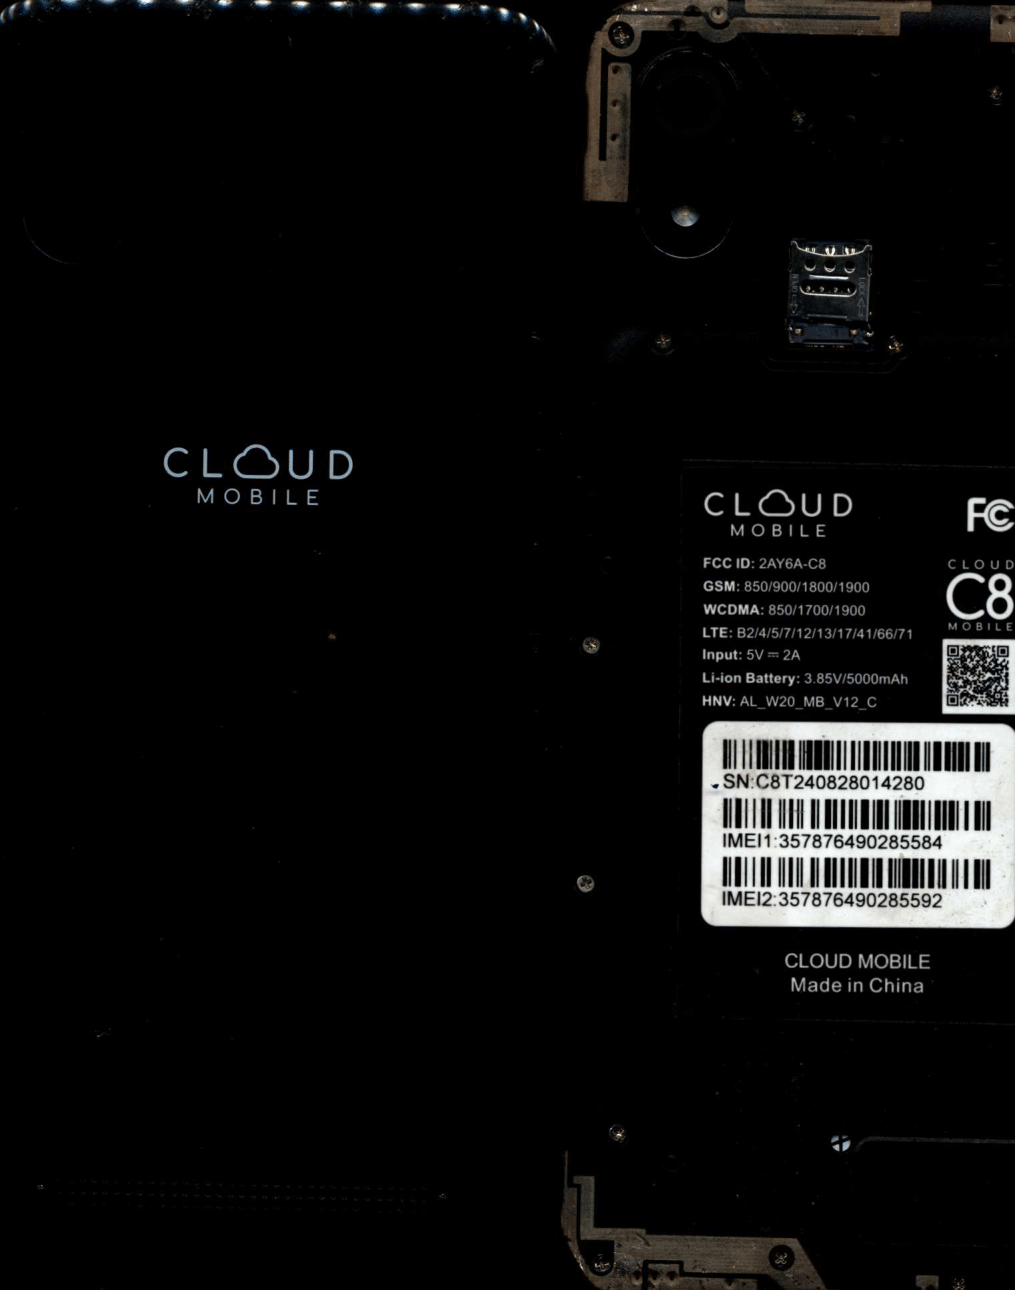 CLOUD
MOBILE
CLOUD
MOBILE
FC
FCC ID: 2AY6A-C8
GSM: 850/900/1800/1900
WCDMA: 850/1700/1900
LTE: B2/4/5/7/12/13/17/41/66/71
Input: 5V ⎓ 2A
Li-ion Battery: 3.85V/5000mAh
HNV: AL_W20_MB_V12_C
CLOUD
C8
MOBILE
SN:C8T240828014280
IMEI1:357876490285584
IMEI2:357876490285592
CLOUD MOBILE
Made in China
LOCK